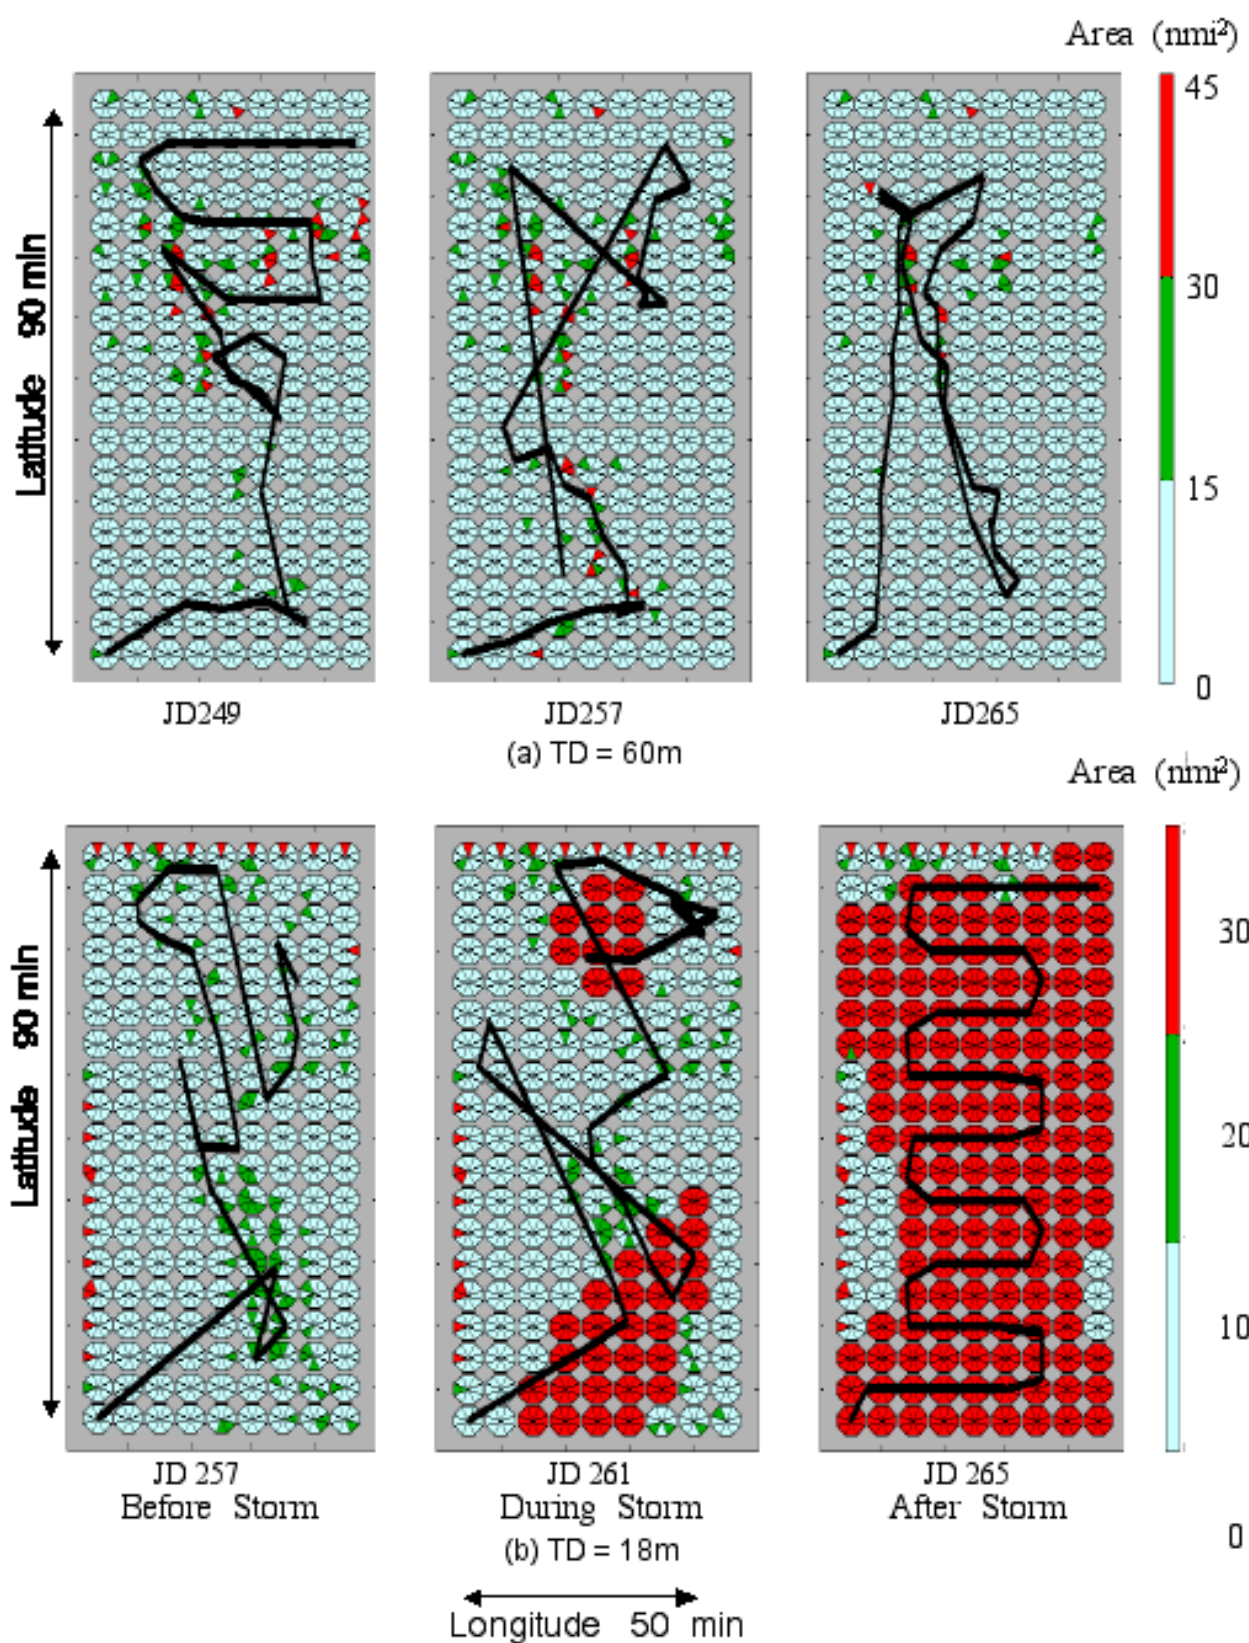 Area (nmi²)
45
30
15
0
Latitude 90 min
JD249 JD257 JD265
(a) TD = 60m
Area (nmi²)
30
20
10
0
Latitude 90 min
JD 257 JD 261 JD 265
Before Storm During Storm After Storm
(b) TD = 18m
Longitude 50 min